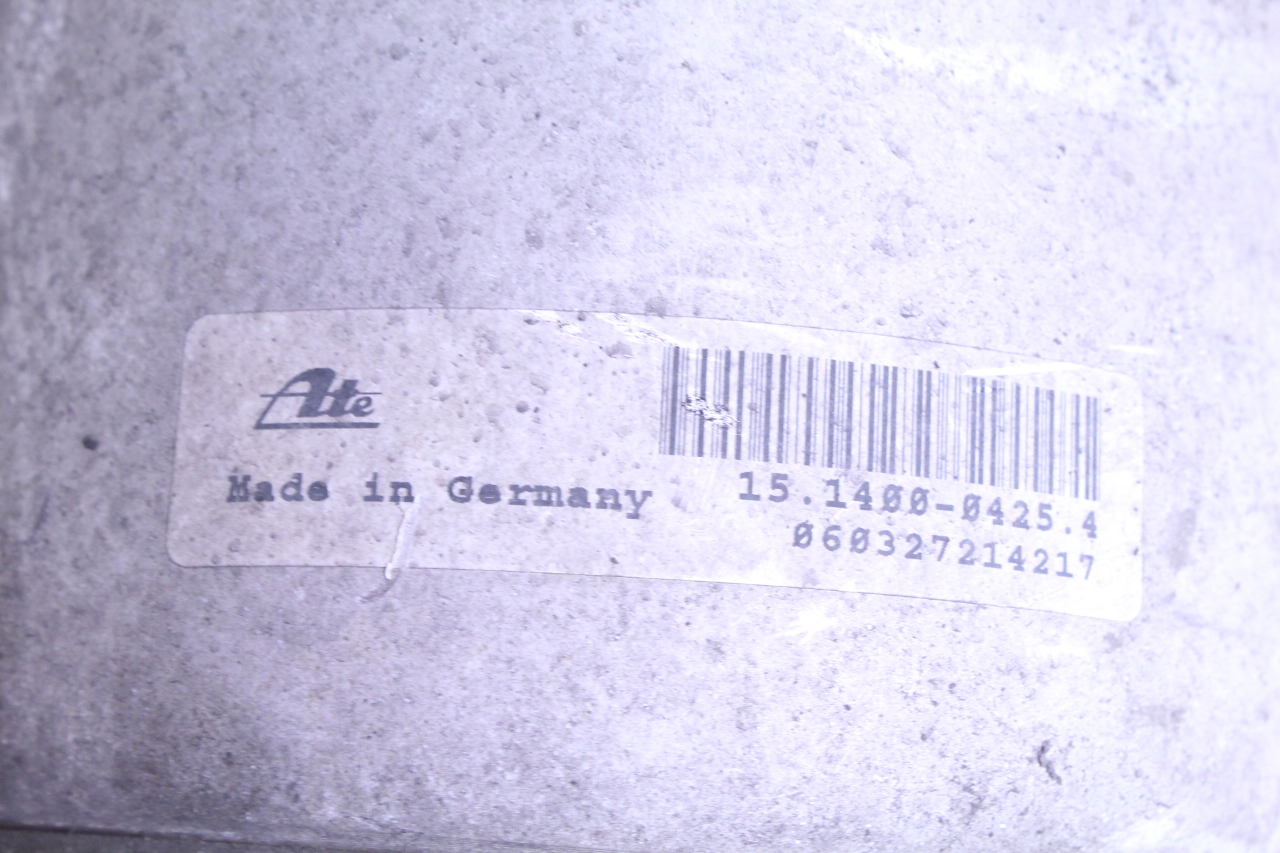 Ate
Made in Germany
15.1400-0425.4
060327214217